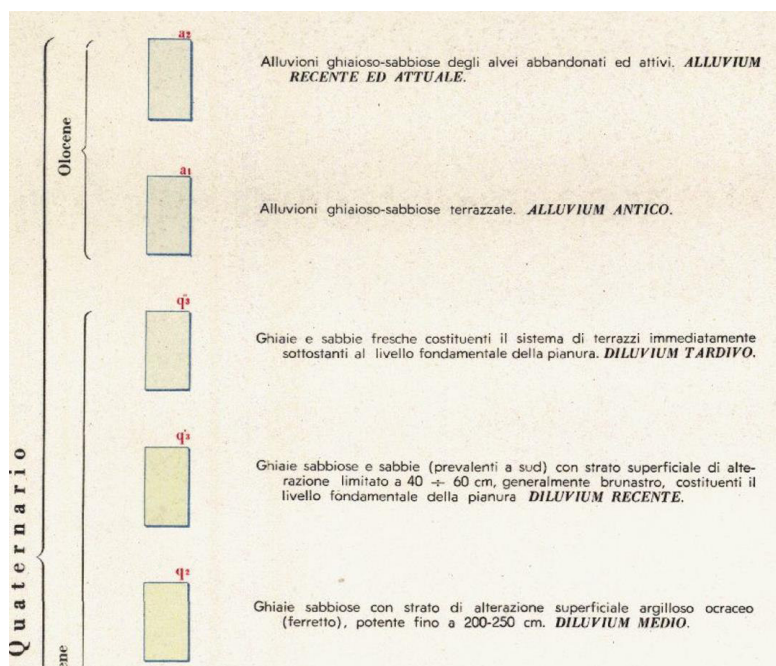 a2
Alluvioni ghiaioso-sabbiose degli alvei abbandonati ed attivi. ALLUVIUM
RECENTE ED ATTUALE.
Olocene
a1
Alluvioni ghiaioso-sabbiose terrazzate. ALLUVIUM ANTICO.
Ghiaie e sabbie fresche costituenti il sistema di terrazzi immediatamente
sottostanti al livello fondamentale della pianura. DILUVIUM TARDIVO.
Quaternario
Ghiaie sabbiose e sabbie (prevalenti a sud) con strato superficiale di alte-
razione limitato a 40 ÷ 60 cm, generalmente brunastro, costituenti il
livello fondamentale della pianura DILUVIUM RECENTE.
q2
Ghiaie sabbiose con strato di alterazione superficiale argilloso ocraceo
(ferretto), potente fino a 200-250 cm. DILUVIUM MEDIO.
ene